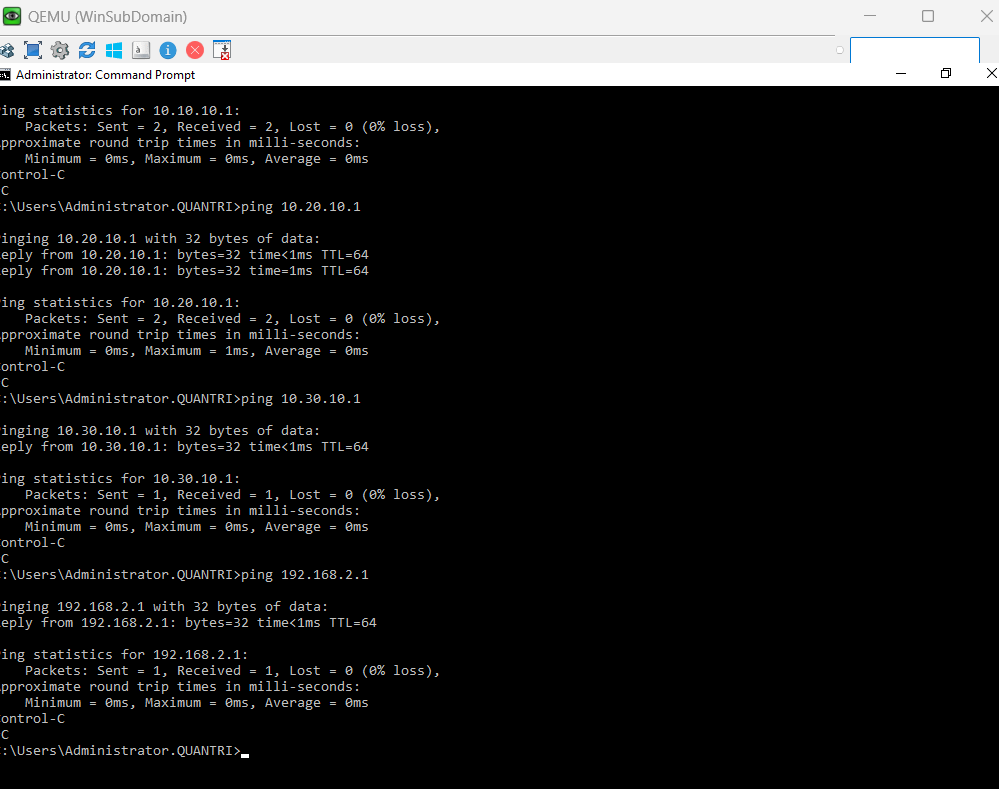 QEMU (WinSubDomain)
Administrator: Command Prompt
ing statistics for 10.10.10.1:
    Packets: Sent = 2, Received = 2, Lost = 0 (0% loss),
pproximate round trip times in milli-seconds:
    Minimum = 0ms, Maximum = 0ms, Average = 0ms
ontrol-C
C
:\Users\Administrator.QUANTRI>ping 10.20.10.1
inging 10.20.10.1 with 32 bytes of data:
eply from 10.20.10.1: bytes=32 time<1ms TTL=64
eply from 10.20.10.1: bytes=32 time=1ms TTL=64
ing statistics for 10.20.10.1:
    Packets: Sent = 2, Received = 2, Lost = 0 (0% loss),
pproximate round trip times in milli-seconds:
    Minimum = 0ms, Maximum = 1ms, Average = 0ms
ontrol-C
C
:\Users\Administrator.QUANTRI>ping 10.30.10.1
inging 10.30.10.1 with 32 bytes of data:
eply from 10.30.10.1: bytes=32 time<1ms TTL=64
ing statistics for 10.30.10.1:
    Packets: Sent = 1, Received = 1, Lost = 0 (0% loss),
pproximate round trip times in milli-seconds:
    Minimum = 0ms, Maximum = 0ms, Average = 0ms
ontrol-C
C
:\Users\Administrator.QUANTRI>ping 192.168.2.1
inging 192.168.2.1 with 32 bytes of data:
eply from 192.168.2.1: bytes=32 time<1ms TTL=64
ing statistics for 192.168.2.1:
    Packets: Sent = 1, Received = 1, Lost = 0 (0% loss),
pproximate round trip times in milli-seconds:
    Minimum = 0ms, Maximum = 0ms, Average = 0ms
ontrol-C
C
:\Users\Administrator.QUANTRI>